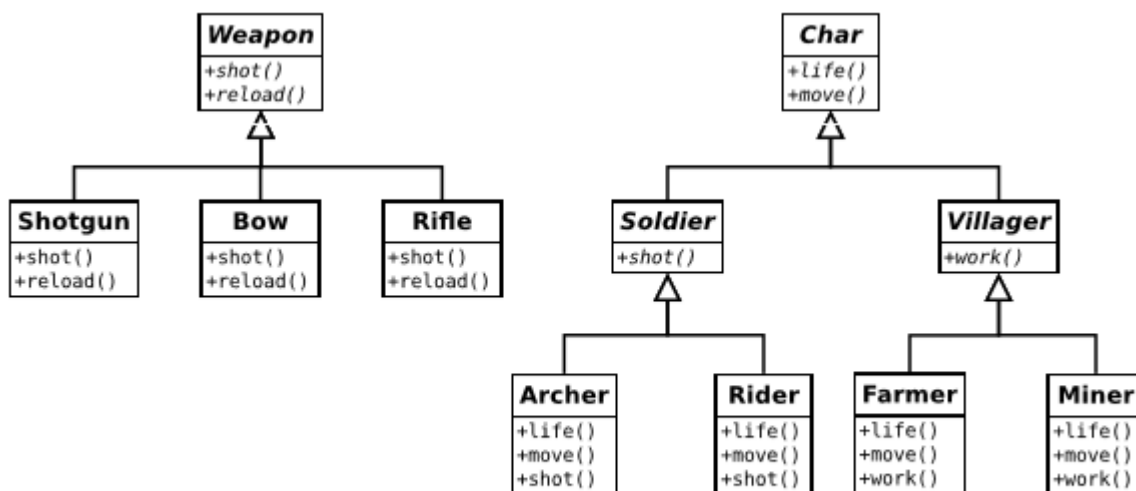 Weapon
+shot()
+reload()
Char
+life()
+move()
Shotgun
+shot()
+reload()
Bow
+shot()
+reload()
Rifle
+shot()
+reload()
Soldier
+shot()
Villager
+work()
Archer
+life()
+move()
+shot()
Rider
+life()
+move()
+shot()
Farmer
+life()
+move()
+work()
Miner
+life()
+move()
+work()